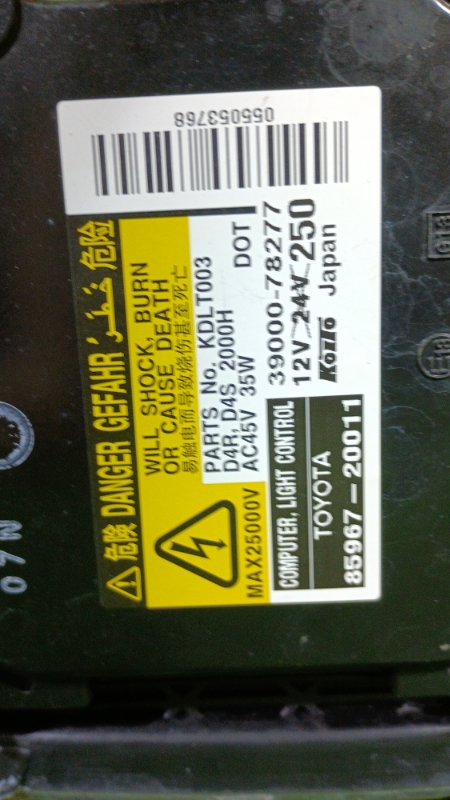 055053768
危険 DANGER GEFAHR خطر 危险
WILL SHOCK, BURN
OR CAUSE DEATH
易触电而导致烧伤甚至死亡
PARTS No. KDLT003
D4R, D4S 2000H
AC45V 35W DOT
MAX25000V
COMPUTER, LIGHT CONTROL
TOYOTA
85967-20011
39000-78277
12V 24V 250
KOITO Japan
07N